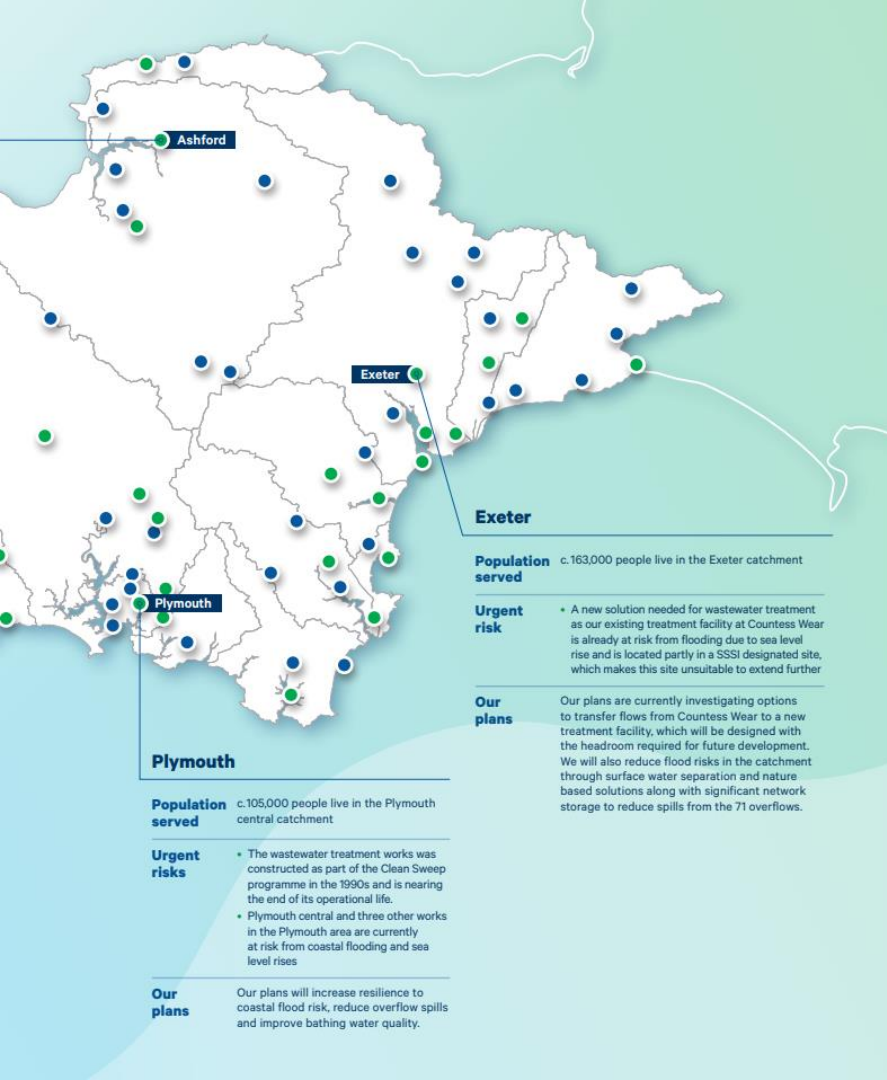 Ashford
Exeter
Plymouth
Exeter
Population served
c.163,000 people live in the Exeter catchment
Urgent risk
• A new solution needed for wastewater treatment
as our existing treatment facility at Countess Wear
is already at risk from flooding due to sea level
rise and is located partly in a SSSI designated site,
which makes this site unsuitable to extend further
Our plans
Our plans are currently investigating options
to transfer flows from Countess Wear to a new
treatment facility, which will be designed with
the headroom required for future development.
We will also reduce flood risks in the catchment
through surface water separation and nature
based solutions along with significant network
storage to reduce spills from the 71 overflows.
Plymouth
Population served
c.105,000 people live in the Plymouth
central catchment
Urgent risks
• The wastewater treatment works was
constructed as part of the Clean Sweep
programme in the 1990s and is nearing
the end of its operational life.
• Plymouth central and three other works
in the Plymouth area are currently
at risk from coastal flooding and sea
level rises
Our plans
Our plans will increase resilience to
coastal flood risk, reduce overflow spills
and improve bathing water quality.